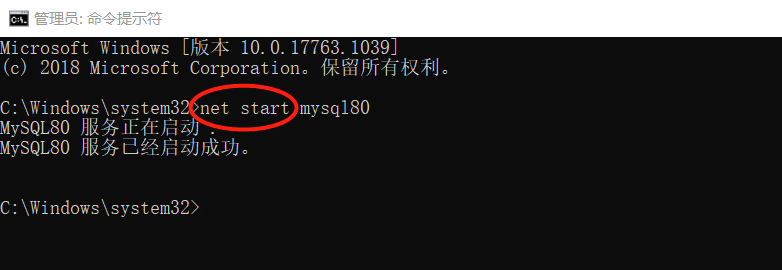 管理员: 命令提示符
Microsoft Windows [版本 10.0.17763.1039]
(c) 2018 Microsoft Corporation。保留所有权利。
C:\Windows\system32>net start mysql80
MySQL80 服务正在启动 .
MySQL80 服务已经启动成功。
C:\Windows\system32>